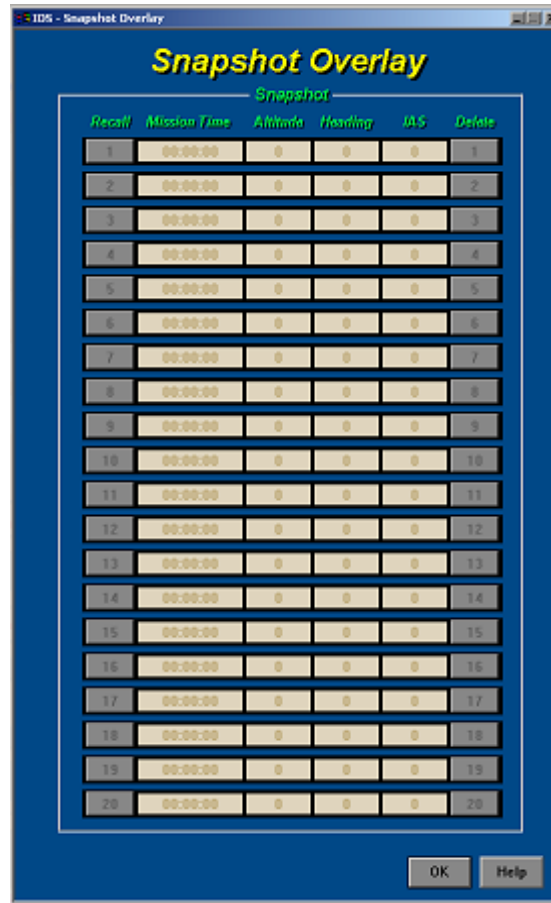 IDS - Snapshot Overlay
Snapshot Overlay
Snapshot
Recall Mission Time Altitude Heading IAS Delete
1 00:00:00 0 0 0 1
2 00:00:00 0 0 0 2
3 00:00:00 0 0 0 3
4 00:00:00 0 0 0 4
5 00:00:00 0 0 0 5
6 00:00:00 0 0 0 6
7 00:00:00 0 0 0 7
8 00:00:00 0 0 0 8
9 00:00:00 0 0 0 9
10 00:00:00 0 0 0 10
11 00:00:00 0 0 0 11
12 00:00:00 0 0 0 12
13 00:00:00 0 0 0 13
14 00:00:00 0 0 0 14
15 00:00:00 0 0 0 15
16 00:00:00 0 0 0 16
17 00:00:00 0 0 0 17
18 00:00:00 0 0 0 18
19 00:00:00 0 0 0 19
20 00:00:00 0 0 0 20
OK Help